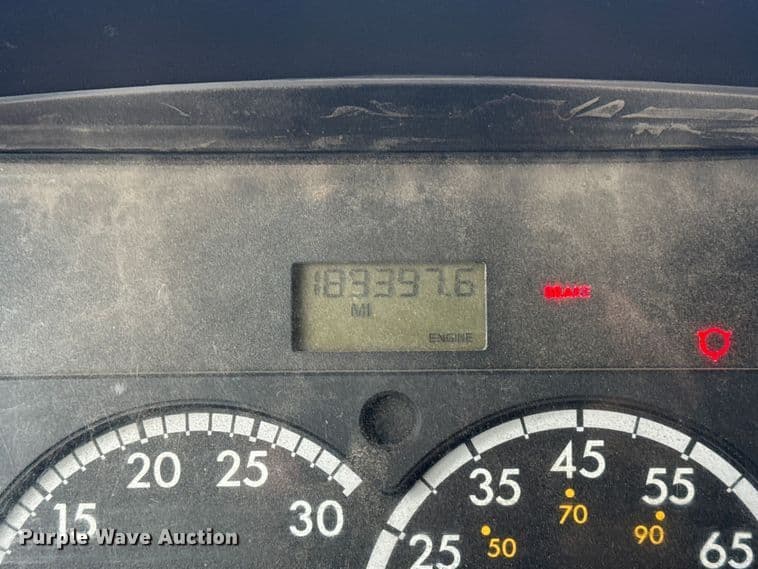 183397.6
MI
ENGINE
BRAKE
15 20 25 30
25 35 45 55 65
50 70 90
Purple Wave Auction